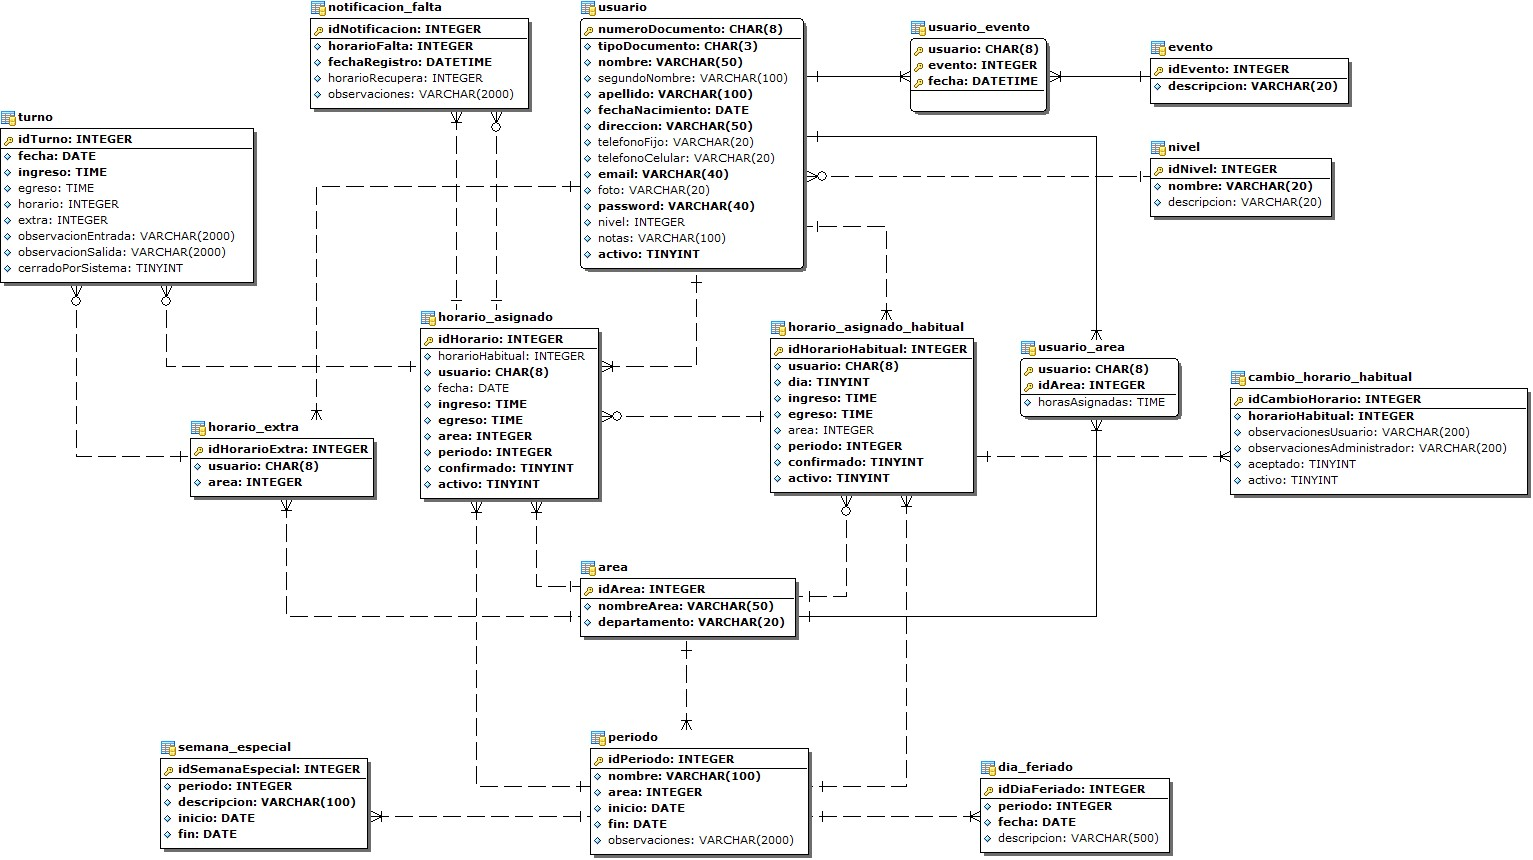 notificacion_falta
idNotificacion: INTEGER
horarioFalta: INTEGER
fechaRegistro: DATETIME
horarioRecupera: INTEGER
observaciones: VARCHAR(2000)
usuario
numeroDocumento: CHAR(8)
tipoDocumento: CHAR(3)
nombre: VARCHAR(50)
segundoNombre: VARCHAR(100)
apellido: VARCHAR(100)
fechaNacimiento: DATE
direccion: VARCHAR(50)
telefonoFijo: VARCHAR(20)
telefonoCelular: VARCHAR(20)
email: VARCHAR(40)
foto: VARCHAR(20)
password: VARCHAR(40)
nivel: INTEGER
notas: VARCHAR(100)
activo: TINYINT
usuario_evento
usuario: CHAR(8)
evento: INTEGER
fecha: DATETIME
evento
idEvento: INTEGER
descripcion: VARCHAR(20)
turno
idTurno: INTEGER
fecha: DATE
ingreso: TIME
egreso: TIME
horario: INTEGER
extra: INTEGER
observacionEntrada: VARCHAR(2000)
observacionSalida: VARCHAR(2000)
cerradoPorSistema: TINYINT
nivel
idNivel: INTEGER
nombre: VARCHAR(20)
descripcion: VARCHAR(20)
horario_asignado
idHorario: INTEGER
horarioHabitual: INTEGER
usuario: CHAR(8)
fecha: DATE
ingreso: TIME
egreso: TIME
area: INTEGER
periodo: INTEGER
confirmado: TINYINT
activo: TINYINT
horario_asignado_habitual
idHorarioHabitual: INTEGER
usuario: CHAR(8)
dia: TINYINT
ingreso: TIME
egreso: TIME
area: INTEGER
periodo: INTEGER
confirmado: TINYINT
activo: TINYINT
usuario_area
usuario: CHAR(8)
idArea: INTEGER
horasAsignadas: TIME
cambio_horario_habitual
idCambioHorario: INTEGER
horarioHabitual: INTEGER
observacionesUsuario: VARCHAR(200)
observacionesAdministrador: VARCHAR(200)
aceptado: TINYINT
activo: TINYINT
horario_extra
idHorarioExtra: INTEGER
usuario: CHAR(8)
area: INTEGER
area
idArea: INTEGER
nombreArea: VARCHAR(50)
departamento: VARCHAR(20)
semana_especial
idSemanaEspecial: INTEGER
periodo: INTEGER
descripcion: VARCHAR(100)
inicio: DATE
fin: DATE
periodo
idPeriodo: INTEGER
nombre: VARCHAR(100)
area: INTEGER
inicio: DATE
fin: DATE
observaciones: VARCHAR(2000)
dia_feriado
idDiaFeriado: INTEGER
periodo: INTEGER
fecha: DATE
descripcion: VARCHAR(500)